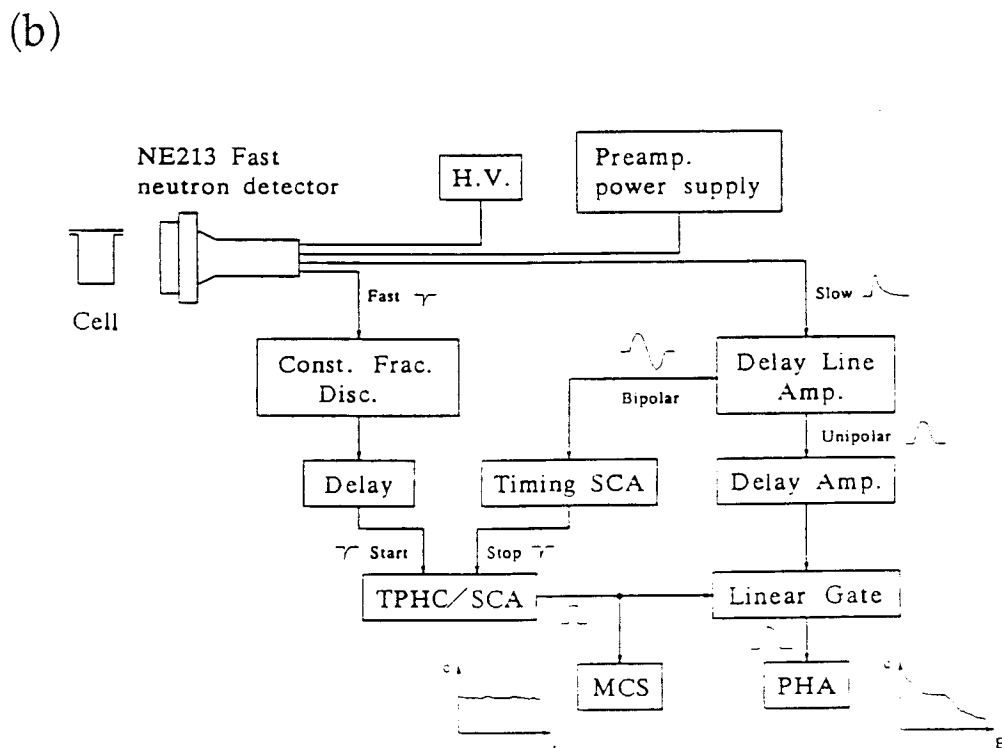 (b)
NE213 Fast
neutron detector
H.V.
Preamp.
power supply
Cell
Fast
Slow
Const. Frac.
Disc.
Bipolar
Delay Line
Amp.
Unipolar
Delay
Timing SCA
Delay Amp.
Start
Stop
TPHC/SCA
Linear Gate
MCS
PHA
c
c
E